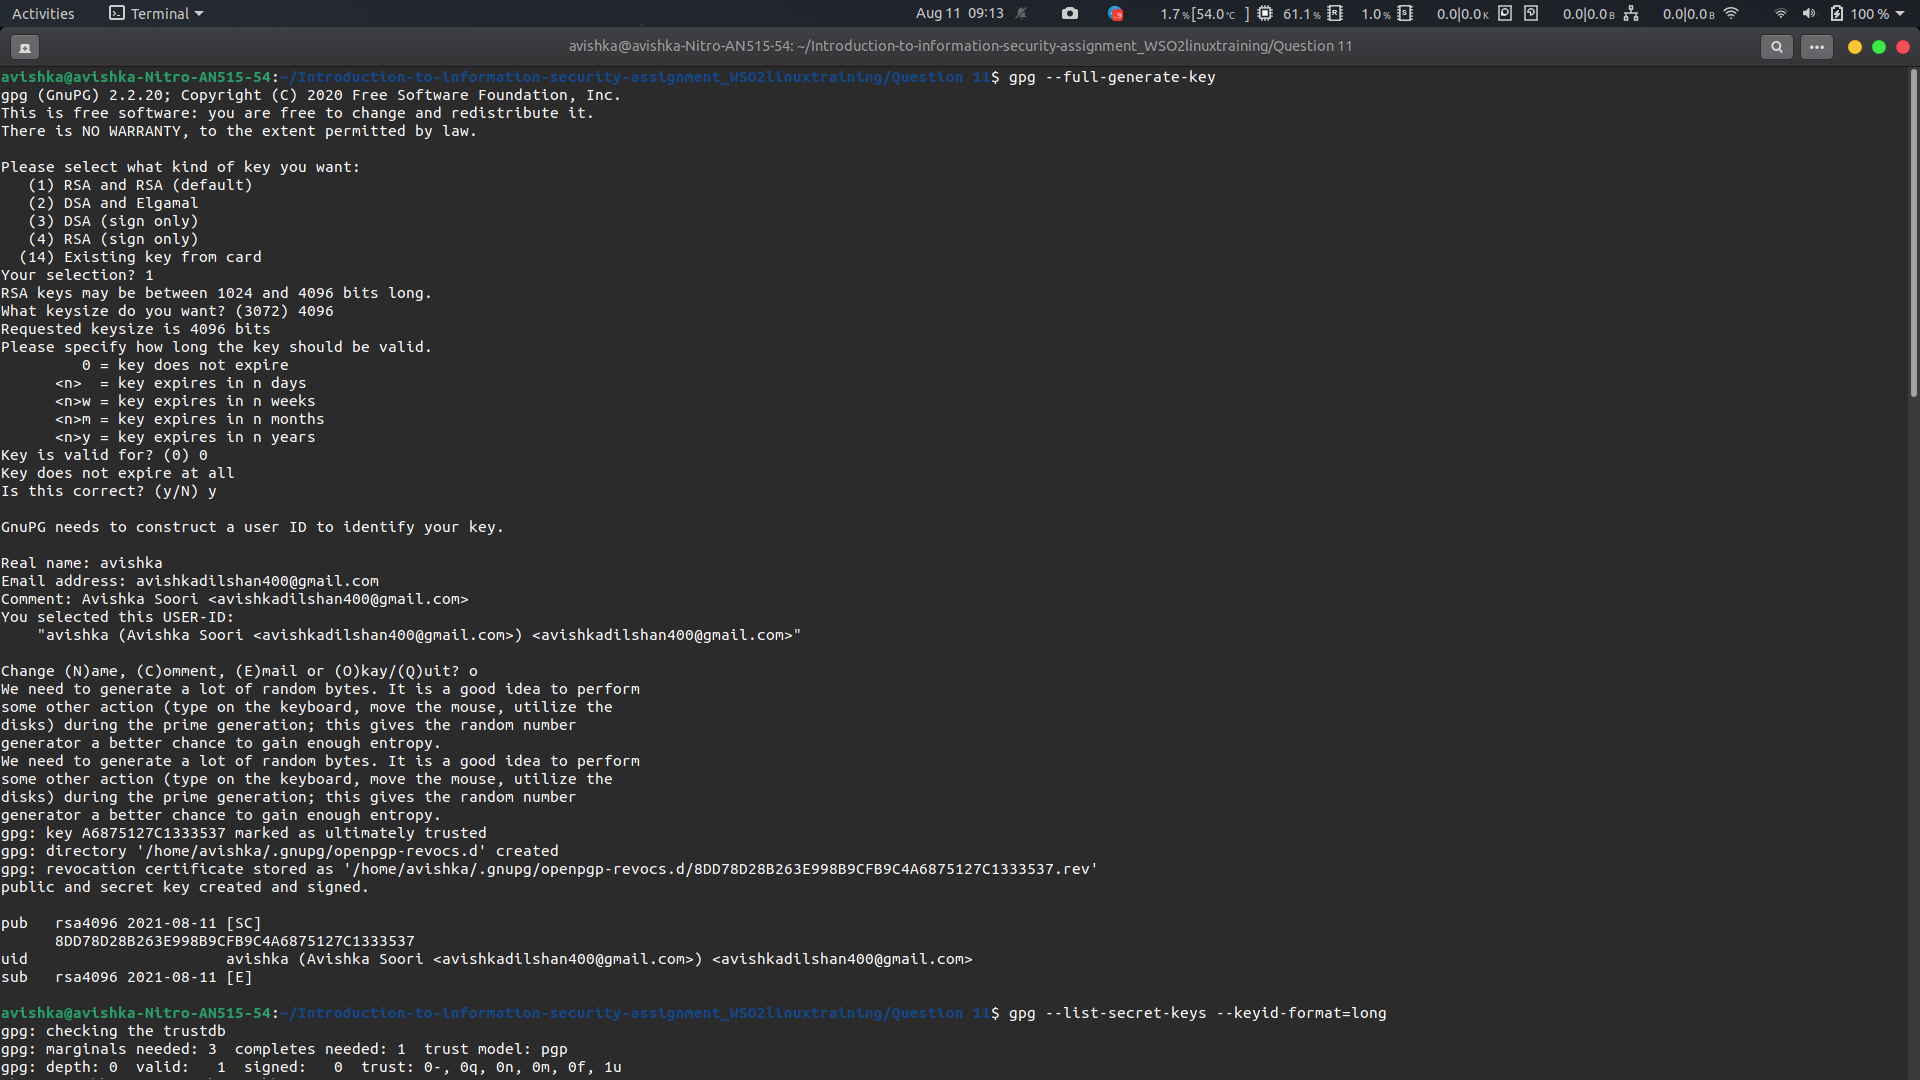 Activities Terminal Aug 11 09:13 1.7%[54.0°C ] 61.1% 1.0% 0.0|0.0K 0.0|0.0B 0.0|0.0B 100 %
avishka@avishka-Nitro-AN515-54: ~/Introduction-to-information-security-assignment_WSO2linuxtraining/Question 11
avishka@avishka-Nitro-AN515-54:~/Introduction-to-information-security-assignment_WSO2linuxtraining/Question 11$ gpg --full-generate-key
gpg (GnuPG) 2.2.20; Copyright (C) 2020 Free Software Foundation, Inc.
This is free software: you are free to change and redistribute it.
There is NO WARRANTY, to the extent permitted by law.
Please select what kind of key you want:
(1) RSA and RSA (default)
(2) DSA and Elgamal
(3) DSA (sign only)
(4) RSA (sign only)
(14) Existing key from card
Your selection? 1
RSA keys may be between 1024 and 4096 bits long.
What keysize do you want? (3072) 4096
Requested keysize is 4096 bits
Please specify how long the key should be valid.
0 = key does not expire
<n>  = key expires in n days
<n>w = key expires in n weeks
<n>m = key expires in n months
<n>y = key expires in n years
Key is valid for? (0) 0
Key does not expire at all
Is this correct? (y/N) y
GnuPG needs to construct a user ID to identify your key.
Real name: avishka
Email address: avishkadilshan400@gmail.com
Comment: Avishka Soori <avishkadilshan400@gmail.com>
You selected this USER-ID:
"avishka (Avishka Soori <avishkadilshan400@gmail.com>) <avishkadilshan400@gmail.com>"
Change (N)ame, (C)omment, (E)mail or (O)kay/(Q)uit? o
We need to generate a lot of random bytes. It is a good idea to perform
some other action (type on the keyboard, move the mouse, utilize the
disks) during the prime generation; this gives the random number
generator a better chance to gain enough entropy.
We need to generate a lot of random bytes. It is a good idea to perform
some other action (type on the keyboard, move the mouse, utilize the
disks) during the prime generation; this gives the random number
generator a better chance to gain enough entropy.
gpg: key A6875127C1333537 marked as ultimately trusted
gpg: directory '/home/avishka/.gnupg/openpgp-revocs.d' created
gpg: revocation certificate stored as '/home/avishka/.gnupg/openpgp-revocs.d/8DD78D28B263E998B9CFB9C4A6875127C1333537.rev'
public and secret key created and signed.
pub   rsa4096 2021-08-11 [SC]
8DD78D28B263E998B9CFB9C4A6875127C1333537
uid                      avishka (Avishka Soori <avishkadilshan400@gmail.com>) <avishkadilshan400@gmail.com>
sub   rsa4096 2021-08-11 [E]
avishka@avishka-Nitro-AN515-54:~/Introduction-to-information-security-assignment_WSO2linuxtraining/Question 11$ gpg --list-secret-keys --keyid-format=long
gpg: checking the trustdb
gpg: marginals needed: 3  completes needed: 1  trust model: pgp
gpg: depth: 0  valid:   1  signed:   0  trust: 0-, 0q, 0n, 0m, 0f, 1u